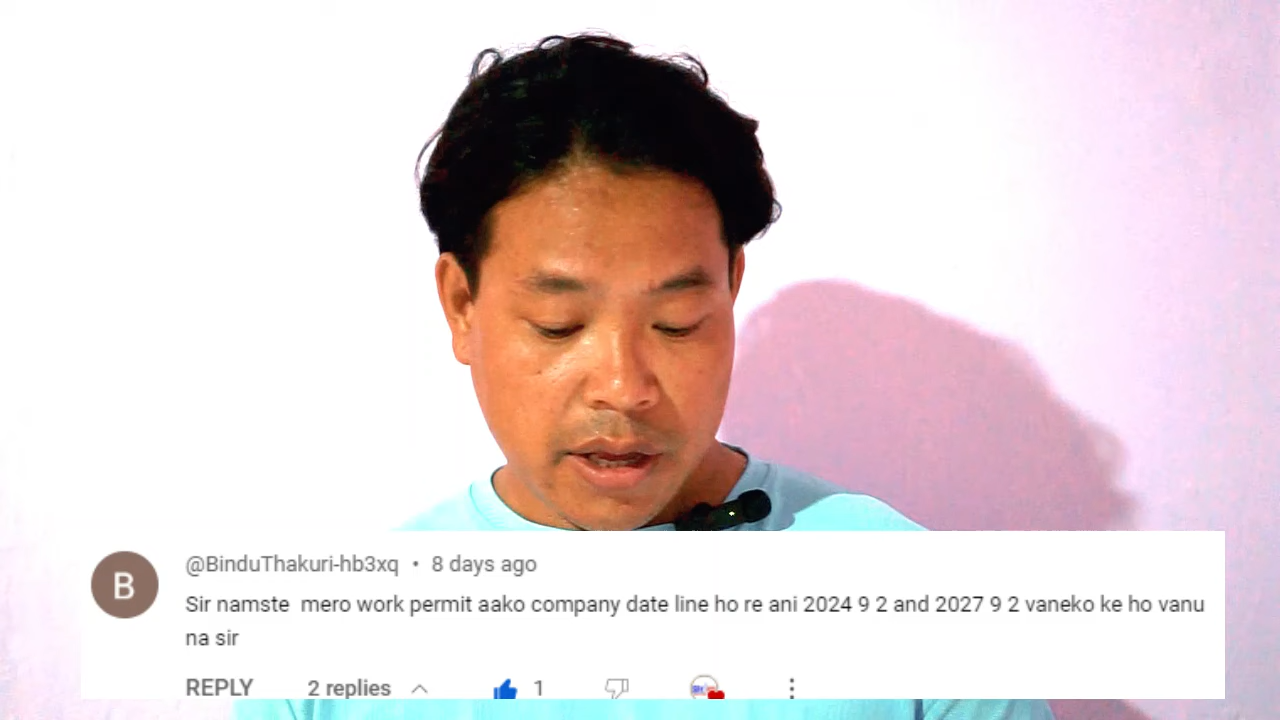 B
@BinduThakuri-hb3xq • 8 days ago
Sir namste mero work permit aako company date line ho re ani 2024 9 2 and 2027 9 2 vaneko ke ho vanu
na sir
REPLY 2 replies 1